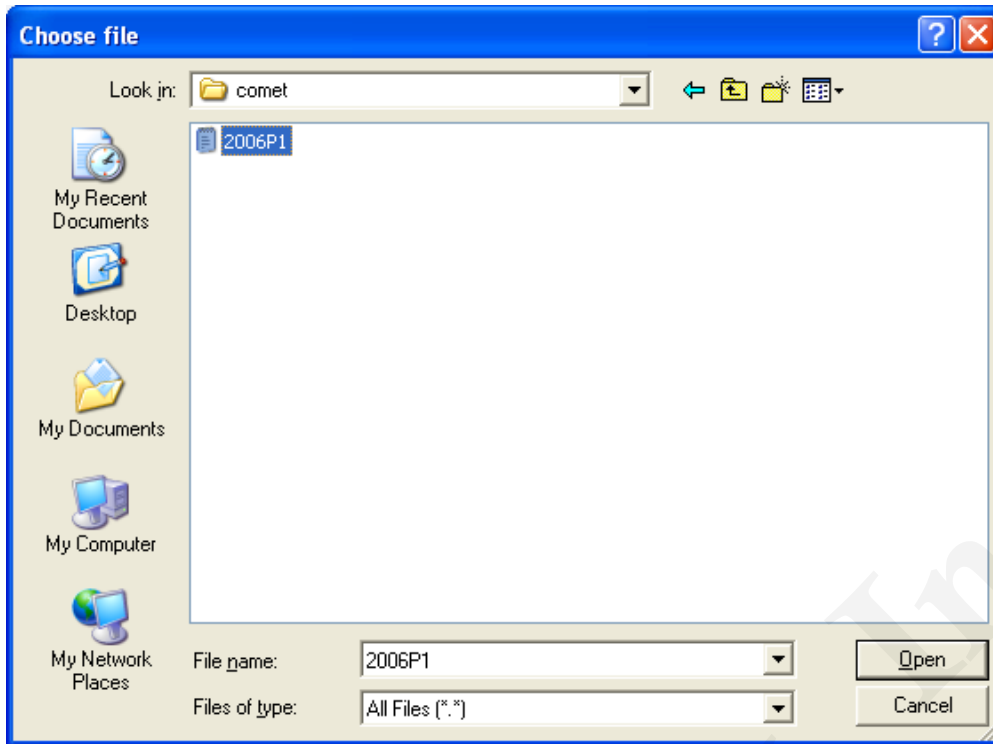 Choose file
Look in:
comet
2006P1
My Recent
Documents
Desktop
My Documents
My Computer
My Network
Places
File name:
2006P1
Open
Files of type:
All Files (*.*)
Cancel